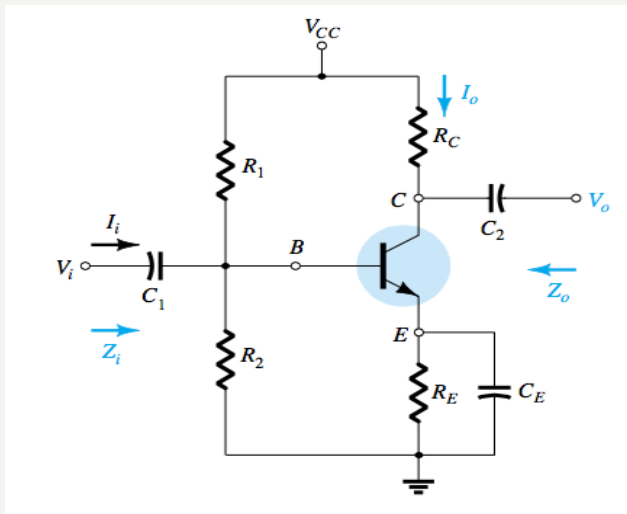 V_CC
I_o
R_C
R_1
C
V_o
C_2
I_i
B
V_i
C_1
Z_o
Z_i
E
R_2
R_E
C_E